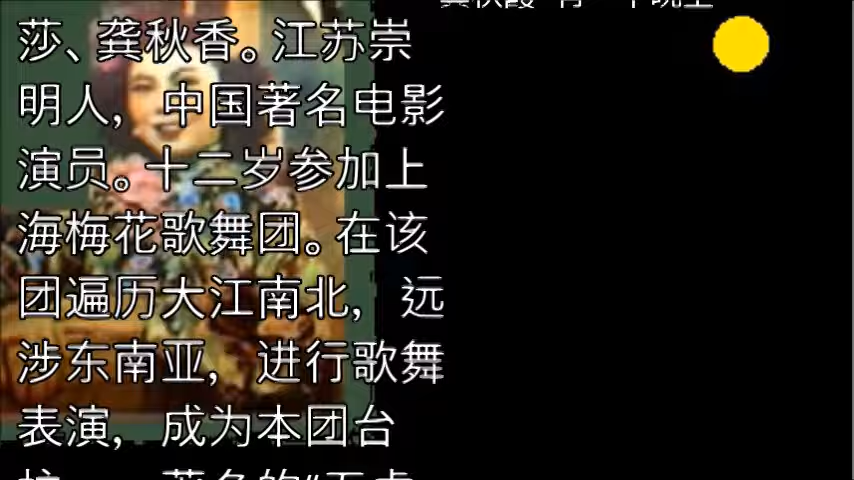 莎、龚秋香。江苏崇
明人，中国著名电影
演员。十二岁参加上
海梅花歌舞团。在该
团遍历大江南北，远
涉东南亚，进行歌舞
表演，成为本团台